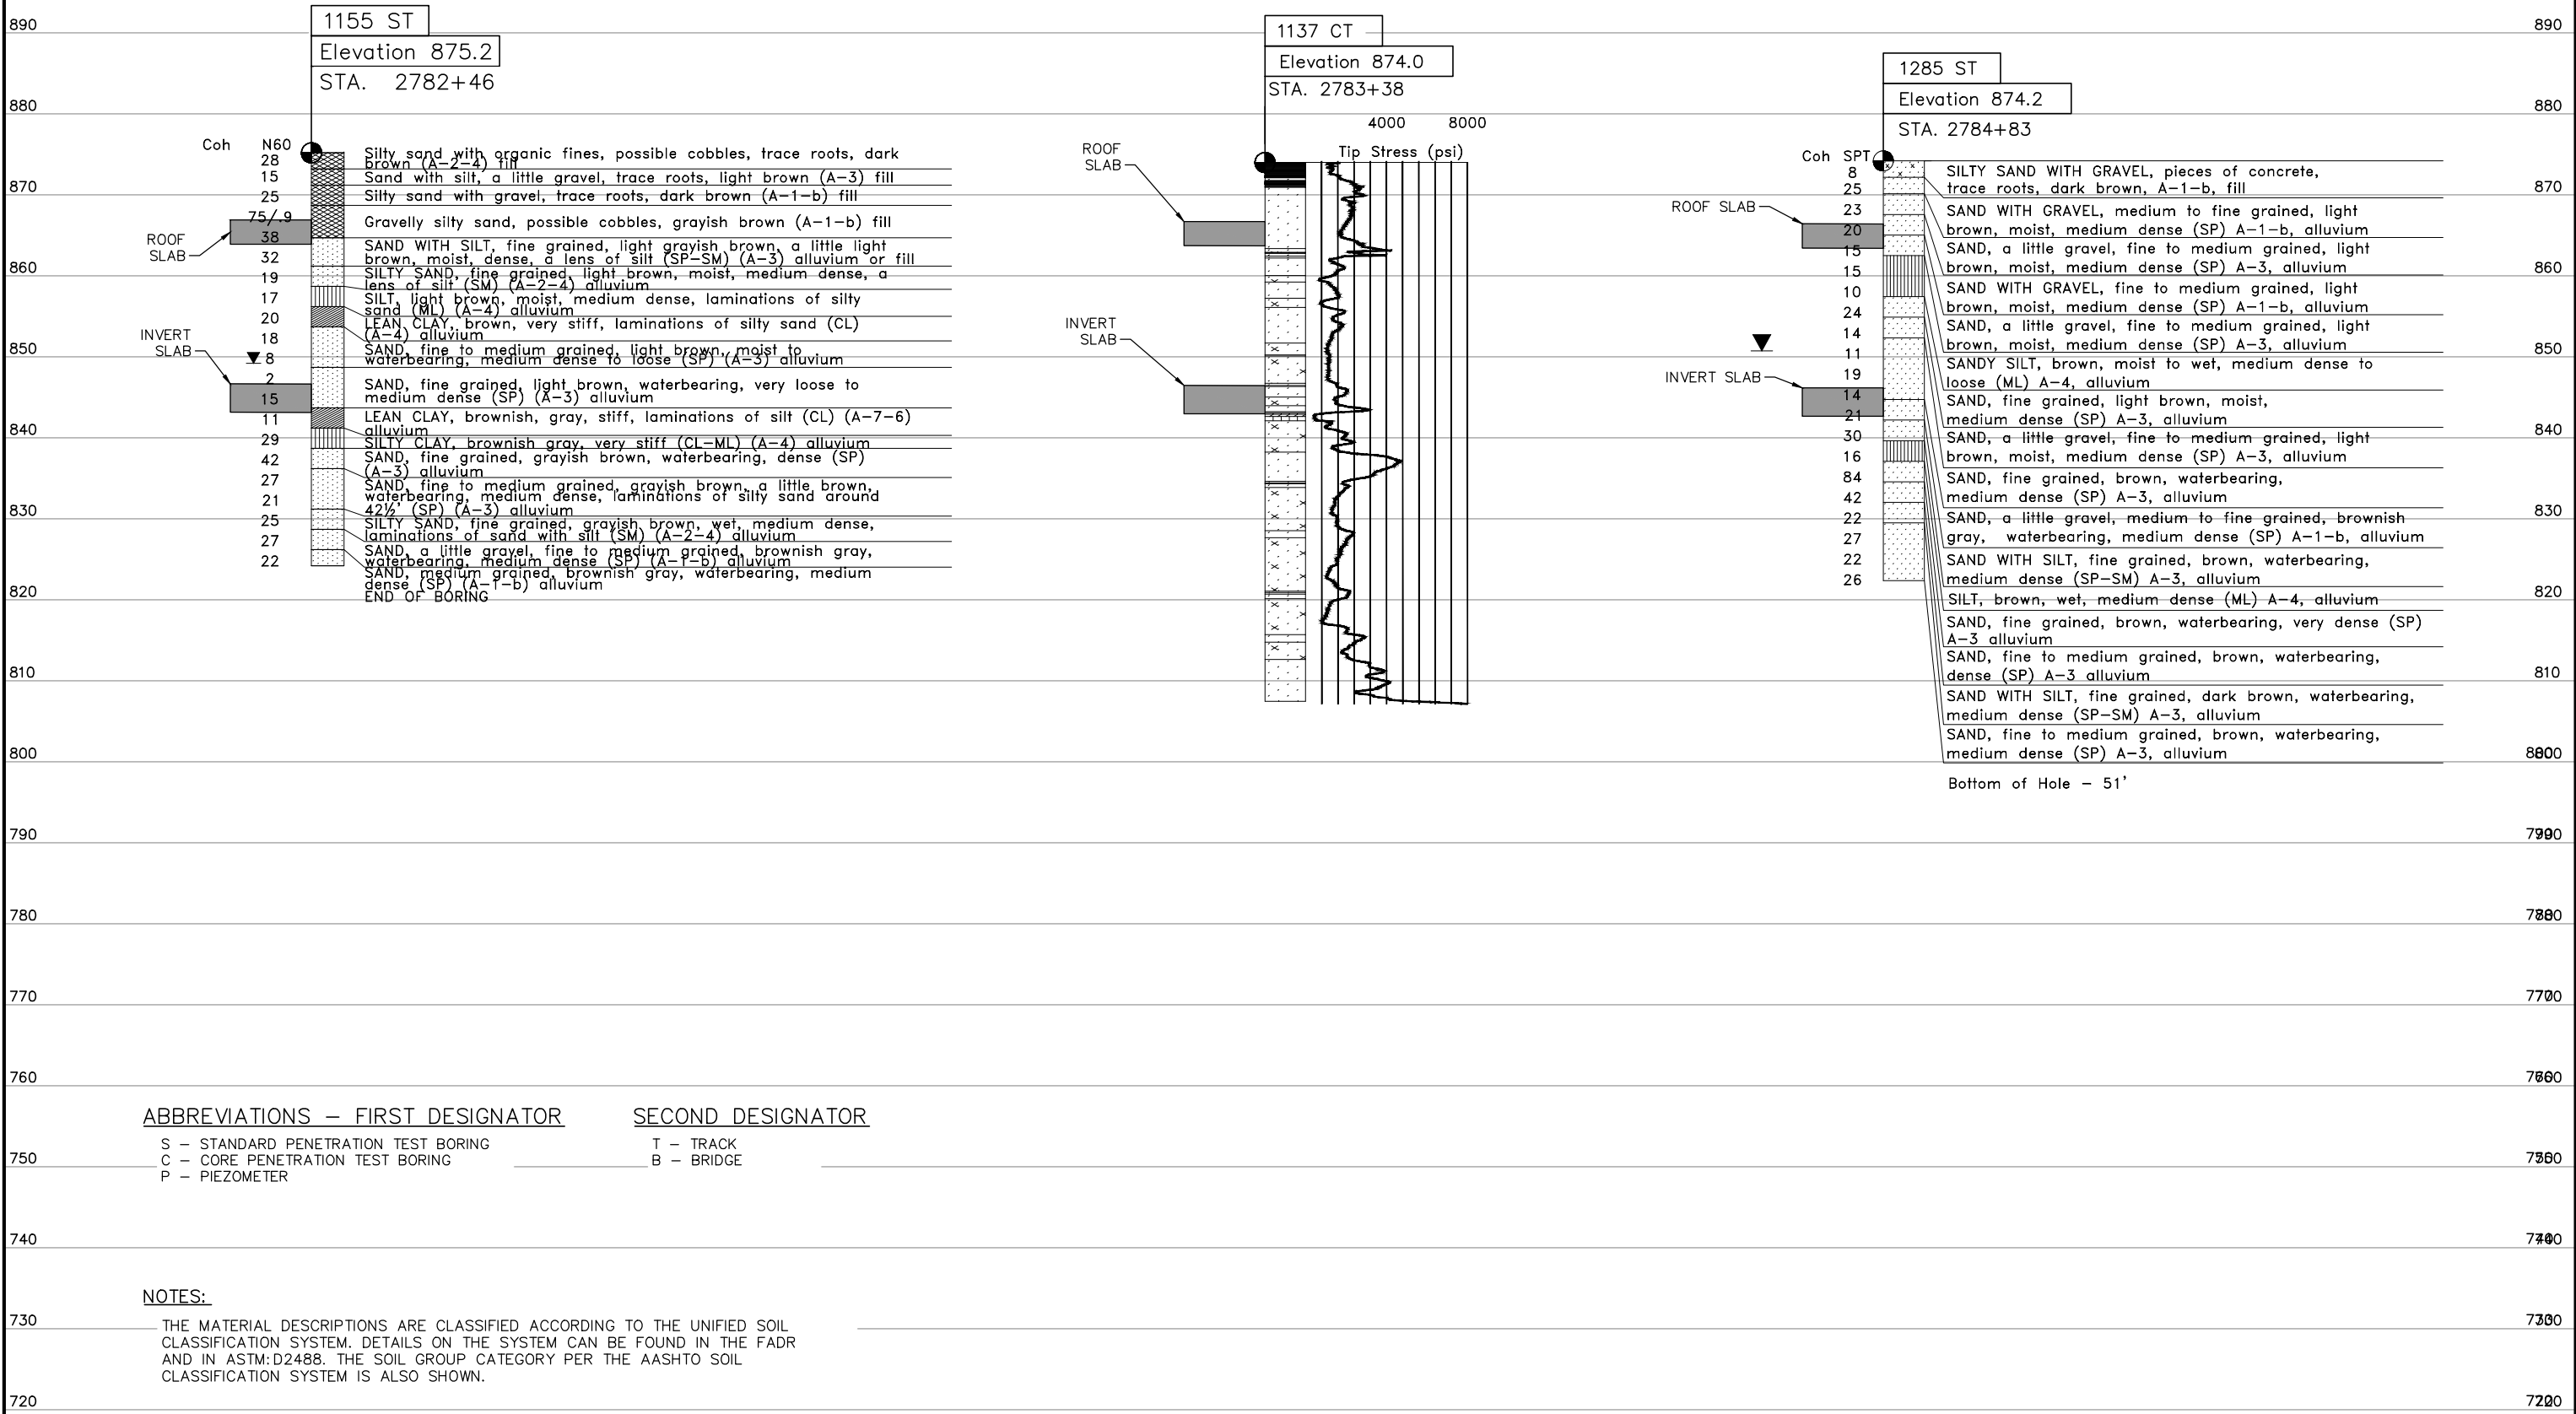 1155 ST
Elevation 875.2
STA. 2782+46
Coh N60
28
15
25
75/.9
38
32
19
17
20
18
8
2
15
11
29
42
27
21
25
27
22
ROOF
SLAB
INVERT
SLAB
Silty sand with organic fines, possible cobbles, trace roots, dark
brown (A-2-4) fill
Sand with silt, a little gravel, trace roots, light brown (A-3) fill
Silty sand with gravel, trace roots, dark brown (A-1-b) fill
Gravelly silty sand, possible cobbles, grayish brown (A-1-b) fill
SAND WITH SILT, fine grained, light grayish brown, a little light
brown, moist, dense, a lens of silt (SP-SM) (A-3) alluvium or fill
SILTY SAND, fine grained, light brown, moist, medium dense, a
lens of silt (SM) (A-2-4) alluvium
SILT, light brown, moist, medium dense, laminations of silty
sand (ML) (A-4) alluvium
LEAN CLAY, brown, very stiff, laminations of silty sand (CL)
(A-4) alluvium
SAND, fine to medium grained, light brown, moist to
waterbearing, medium dense to loose (SP) (A-3) alluvium
SAND, fine grained, light brown, waterbearing, very loose to
medium dense (SP) (A-3) alluvium
LEAN CLAY, brownish, gray, stiff, laminations of silt (CL) (A-7-6)
alluvium
SILTY CLAY, brownish gray, very stiff (CL-ML) (A-4) alluvium
SAND, fine grained, grayish brown, waterbearing, dense (SP)
(A-3) alluvium
SAND, fine to medium grained, grayish brown, a little brown,
waterbearing, medium dense, laminations of silty sand around
42½' (SP) (A-3) alluvium
SILTY SAND, fine grained, grayish brown, wet, medium dense,
laminations of sand with silt (SM) (A-2-4) alluvium
SAND, a little gravel, fine to medium grained, brownish gray,
waterbearing, medium dense (SP) (A-1-b) alluvium
SAND, medium grained, brownish gray, waterbearing, medium
dense (SP) (A-1-b) alluvium
END OF BORING
1137 CT
Elevation 874.0
STA. 2783+38
4000 8000
Tip Stress (psi)
ROOF
SLAB
INVERT
SLAB
1285 ST
Elevation 874.2
STA. 2784+83
Coh SPT
8
25
23
20
15
15
10
24
14
11
19
14
21
30
16
84
42
22
27
22
26
ROOF SLAB
INVERT SLAB
SILTY SAND WITH GRAVEL, pieces of concrete,
trace roots, dark brown, A-1-b, fill
SAND WITH GRAVEL, medium to fine grained, light
brown, moist, medium dense (SP) A-1-b, alluvium
SAND, a little gravel, fine to medium grained, light
brown, moist, medium dense (SP) A-3, alluvium
SAND WITH GRAVEL, fine to medium grained, light
brown, moist, medium dense (SP) A-1-b, alluvium
SAND, a little gravel, fine to medium grained, light
brown, moist, medium dense (SP) A-3, alluvium
SANDY SILT, brown, moist to wet, medium dense to
loose (ML) A-4, alluvium
SAND, fine grained, light brown, moist,
medium dense (SP) A-3, alluvium
SAND, a little gravel, fine to medium grained, light
brown, moist, medium dense (SP) A-3, alluvium
SAND, fine grained, brown, waterbearing,
medium dense (SP) A-3, alluvium
SAND, a little gravel, medium to fine grained, brownish
gray, waterbearing, medium dense (SP) A-1-b, alluvium
SAND WITH SILT, fine grained, brown, waterbearing,
medium dense (SP-SM) A-3, alluvium
SILT, brown, wet, medium dense (ML) A-4, alluvium
SAND, fine grained, brown, waterbearing, very dense (SP)
A-3 alluvium
SAND, fine to medium grained, brown, waterbearing,
dense (SP) A-3 alluvium
SAND WITH SILT, fine grained, dark brown, waterbearing,
medium dense (SP-SM) A-3, alluvium
SAND, fine to medium grained, brown, waterbearing,
medium dense (SP) A-3, alluvium
Bottom of Hole - 51'
890
880
870
860
850
840
830
820
810
800
790
780
770
760
750
740
730
720
890
880
870
860
850
840
830
820
810
ABBREVIATIONS - FIRST DESIGNATOR
S - STANDARD PENETRATION TEST BORING
C - CORE PENETRATION TEST BORING
P - PIEZOMETER
SECOND DESIGNATOR
T - TRACK
B - BRIDGE
NOTES:
THE MATERIAL DESCRIPTIONS ARE CLASSIFIED ACCORDING TO THE UNIFIED SOIL
CLASSIFICATION SYSTEM. DETAILS ON THE SYSTEM CAN BE FOUND IN THE FADR
AND IN ASTM:D2488. THE SOIL GROUP CATEGORY PER THE AASHTO SOIL
CLASSIFICATION SYSTEM IS ALSO SHOWN.